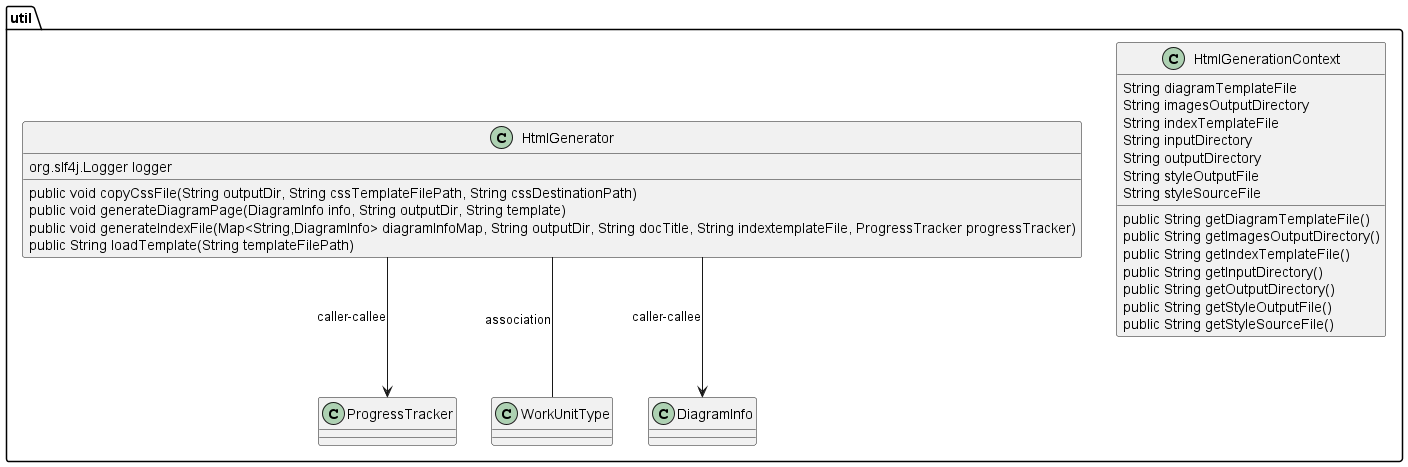 util
C HtmlGenerationContext
String diagramTemplateFile
String imagesOutputDirectory
String indexTemplateFile
String inputDirectory
String outputDirectory
String styleOutputFile
String styleSourceFile
public String getDiagramTemplateFile()
public String getImagesOutputDirectory()
public String getIndexTemplateFile()
public String getInputDirectory()
public String getOutputDirectory()
public String getStyleOutputFile()
public String getStyleSourceFile()
C HtmlGenerator
org.slf4j.Logger logger
public void copyCssFile(String outputDir, String cssTemplateFilePath, String cssDestinationPath)
public void generateDiagramPage(DiagramInfo info, String outputDir, String template)
public void generateIndexFile(Map<String,DiagramInfo> diagramInfoMap, String outputDir, String docTitle, String indextemplateFile, ProgressTracker progressTracker)
public String loadTemplate(String templateFilePath)
caller-callee
association
caller-callee
C ProgressTracker
C WorkUnitType
C DiagramInfo